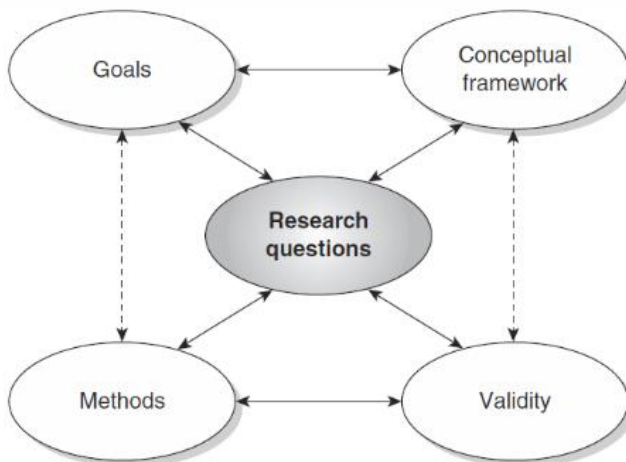 Goals
Conceptual
framework
Research
questions
Methods
Validity